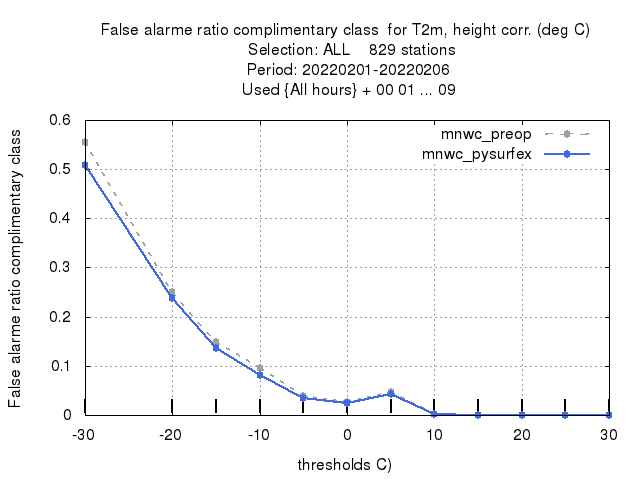 False alarme ratio complimentary class  for T2m, height corr. (deg C)
Selection: ALL    829 stations
Period: 20220201-20220206
Used {All hours} + 00 01 ... 09
mnwc_preop
mnwc_pysurfex
False alarme ratio complimentary class
0.6
0.5
0.4
0.3
0.2
0.1
0
-30 -20 -10 0 10 20 30
thresholds C)